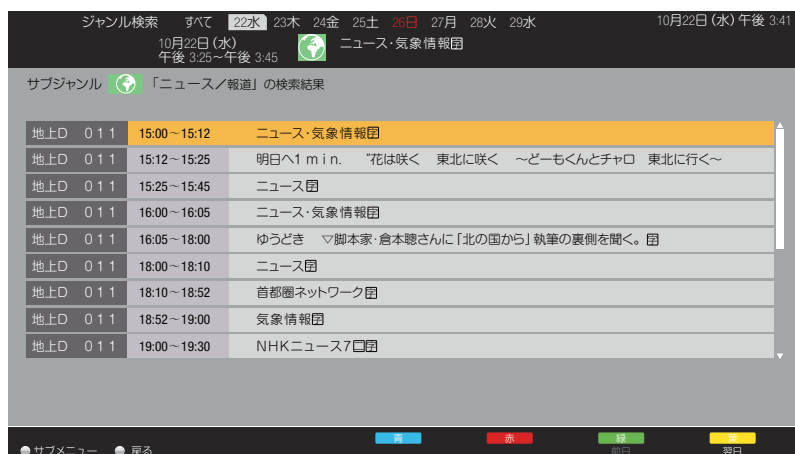 ジャンル検索 すべて 22水 23木 24金 25土 26日 27月 28火 29水 10月22日(水)午後 3:41
10月22日(水)
午後 3:25～午後 3:45 ニュース・気象情報字
サブジャンル 「ニュース／報道」の検索結果
地上D 011 15:00～15:12 ニュース・気象情報字
地上D 011 15:12～15:25 明日へ1min. “花は咲く 東北に咲く ～どーもくんとチャロ 東北に行く～
地上D 011 15:25～15:45 ニュース字
地上D 011 16:00～16:05 ニュース・気象情報字
地上D 011 16:05～18:00 ゆうどき ▽脚本家・倉本聰さんに「北の国から」執筆の裏側を聞く。字
地上D 011 18:00～18:10 ニュース字
地上D 011 18:10～18:52 首都圏ネットワーク字
地上D 011 18:52～19:00 気象情報字
地上D 011 19:00～19:30 NHKニュース7字
青 赤 緑 黄
サブメニュー 戻る 前日 翌日